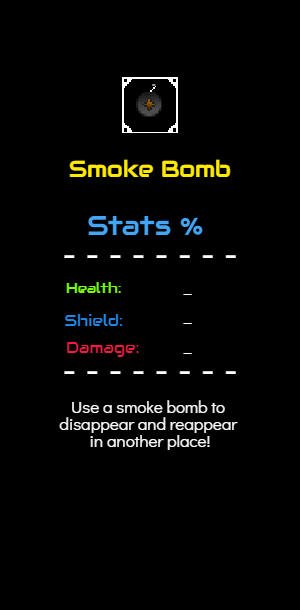 Smoke Bomb
Stats %
- - - - - - - -
Health: _
Shield: _
Damage: _
- - - - - - - -
Use a smoke bomb to
disappear and reappear
in another place!